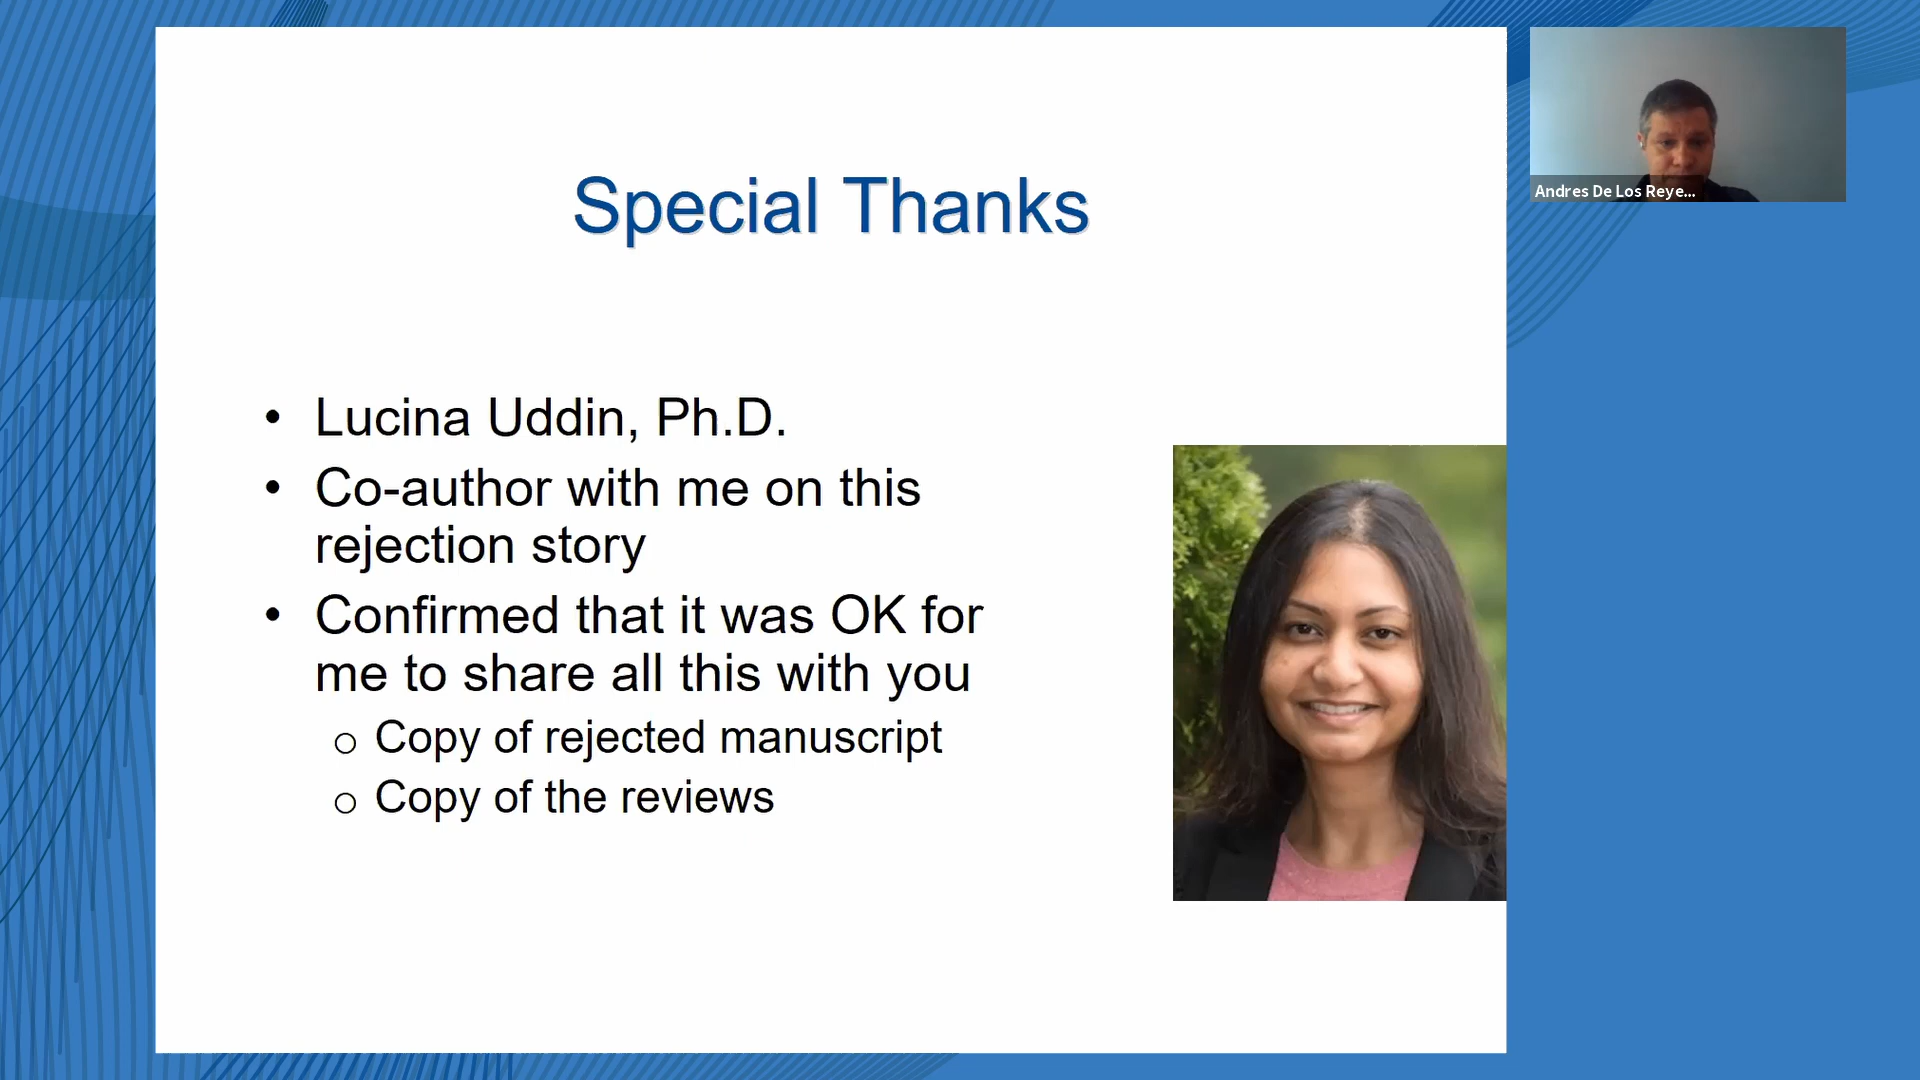 Special Thanks
• Lucina Uddin, Ph.D.
• Co-author with me on this
rejection story
• Confirmed that it was OK for
me to share all this with you
o Copy of rejected manuscript
o Copy of the reviews
Andres De Los Reye...